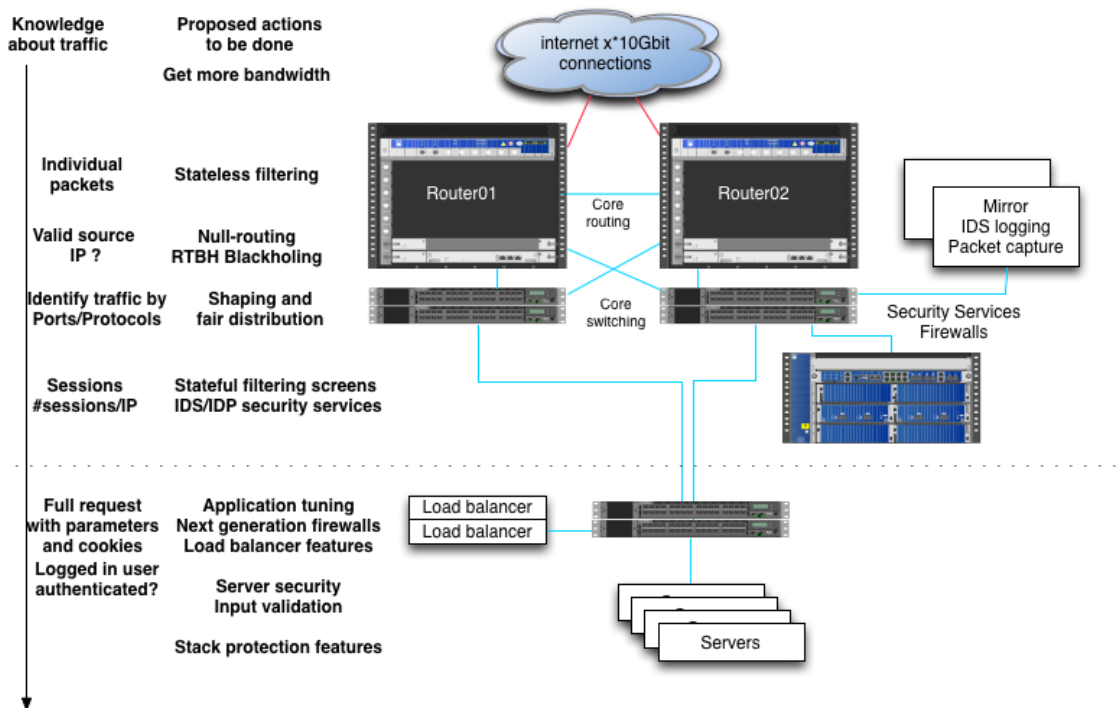 Knowledge
about traffic
Proposed actions
to be done
Get more bandwidth
internet x*10Gbit
connections
Individual
packets
Stateless filtering
Router01
Router02
Core
routing
Mirror
IDS logging
Packet capture
Valid source
IP ?
Null-routing
RTBH Blackholing
Identify traffic by
Ports/Protocols
Shaping and
fair distribution
Core
switching
Security Services
Firewalls
Sessions
#sessions/IP
Stateful filtering screens
IDS/IDP security services
Full request
with parameters
and cookies
Logged in user
authenticated?
Application tuning
Next generation firewalls
Load balancer features
Load balancer
Load balancer
Server security
Input validation
Stack protection features
Servers